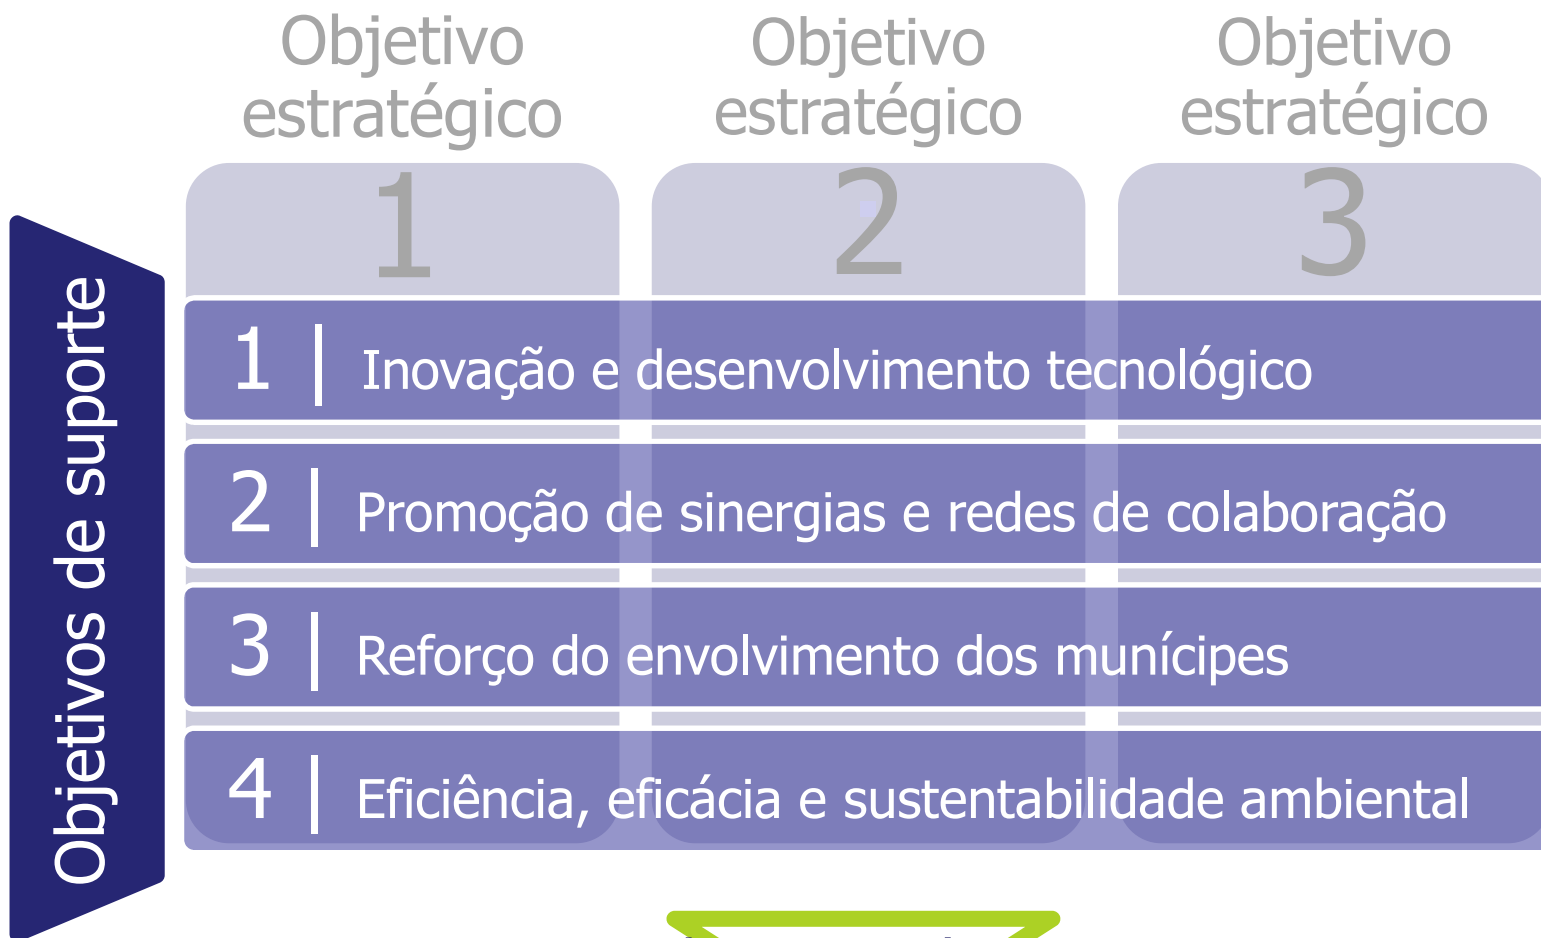 Objetivo
estratégico
1
Objetivo
estratégico
2
Objetivo
estratégico
3
Objetivos de suporte
1 | Inovação e desenvolvimento tecnológico
2 | Promoção de sinergias e redes de colaboração
3 | Reforço do envolvimento dos munícipes
4 | Eficiência, eficácia e sustentabilidade ambiental